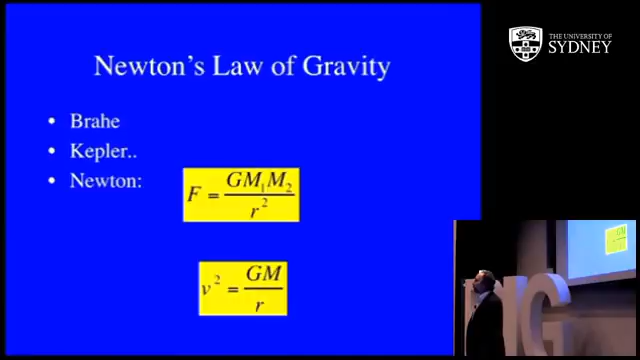 THE UNIVERSITY OF
SYDNEY
Newton's Law of Gravity
• Brahe
• Kepler..
• Newton:
F = GM₁M₂ / r²
v² = GM / r